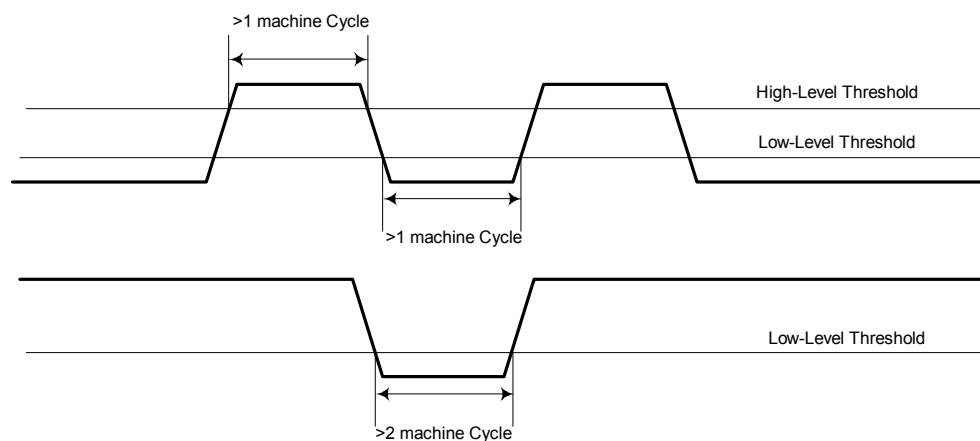 >1 machine Cycle
High-Level Threshold
Low-Level Threshold
>1 machine Cycle
Low-Level Threshold
>2 machine Cycle